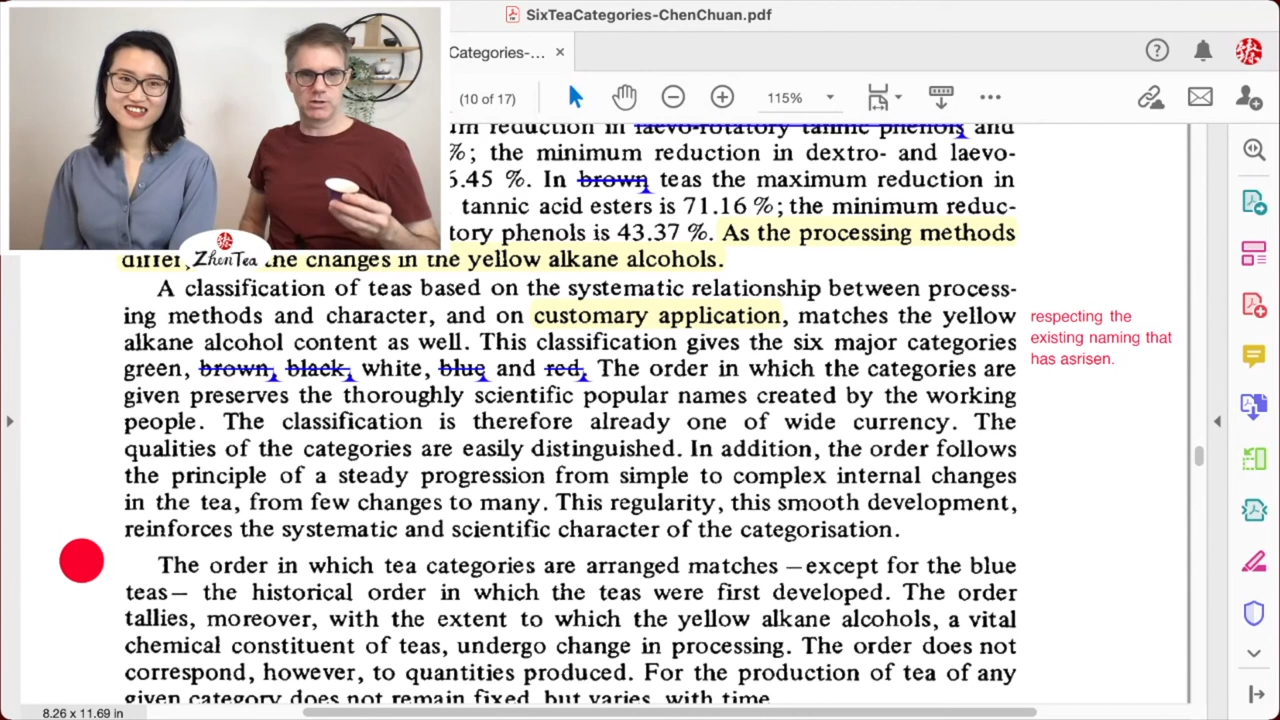 SixTeaCategories-ChenChuan.pdf
Categories-...
(10 of 17)
115%
um reduction in laevo-rotatory tannic phenols and
%; the minimum reduction in dextro- and laevo-
5.45 %. In brown teas the maximum reduction in
tannic acid esters is 71.16 %; the minimum reduc-
tory phenols is 43.37 %. As the processing methods
differ, the changes in the yellow alkane alcohols.
ZhenTea
A classification of teas based on the systematic relationship between process-
ing methods and character, and on customary application, matches the yellow
alkane alcohol content as well. This classification gives the six major categories
green, brown, black, white, blue and red. The order in which the categories are
given preserves the thoroughly scientific popular names created by the working
people. The classification is therefore already one of wide currency. The
qualities of the categories are easily distinguished. In addition, the order follows
the principle of a steady progression from simple to complex internal changes
in the tea, from few changes to many. This regularity, this smooth development,
reinforces the systematic and scientific character of the categorisation.
respecting the
existing naming that
has asrisen.
The order in which tea categories are arranged matches —except for the blue
teas— the historical order in which the teas were first developed. The order
tallies, moreover, with the extent to which the yellow alkane alcohols, a vital
chemical constituent of teas, undergo change in processing. The order does not
correspond, however, to quantities produced. For the production of tea of any
given category does not remain fixed, but varies, with time.
8.26 x 11.69 in